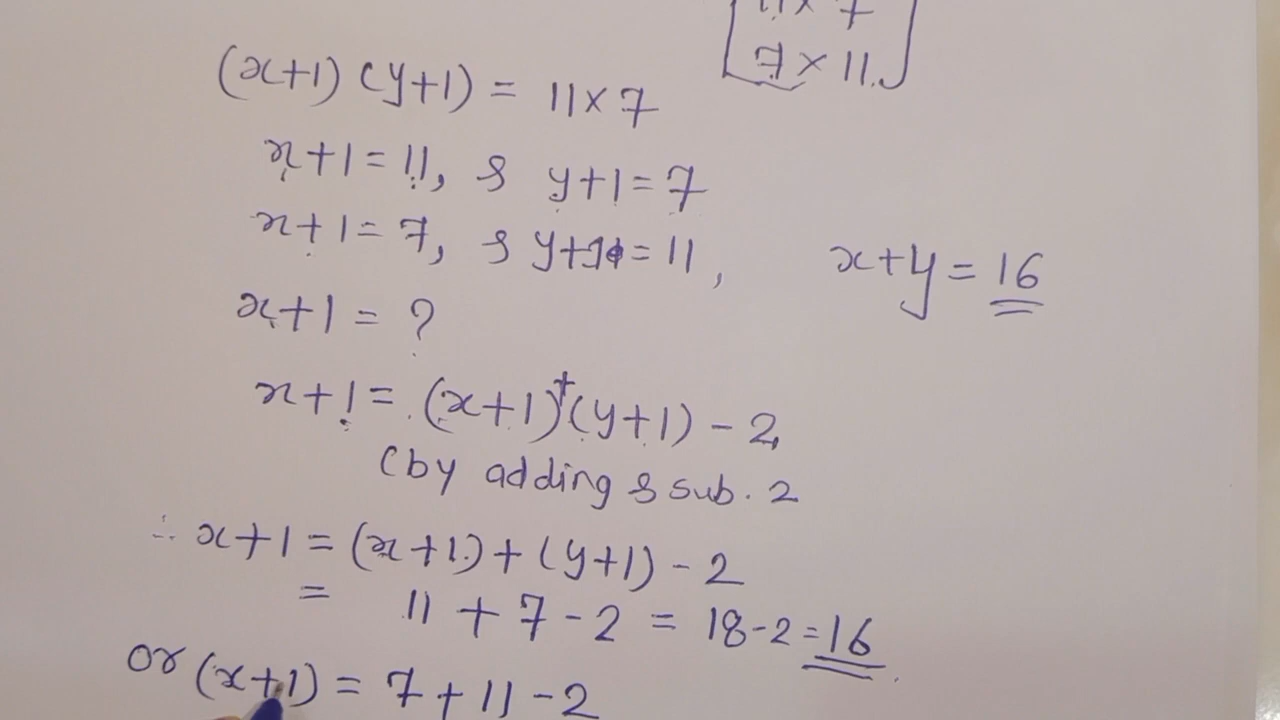 11 × 7
7 × 11.
(x+1) (y+1) = 11 × 7
x+1 = 11, & y+1 = 7
x+1 = 7, & y+1 = 11,
x+y = 16
x+1 = ?
x+1 = (x+1)+(y+1) - 2
(by adding & sub. 2
∴ x+1 = (x+1) + (y+1) - 2
= 11 + 7 - 2 = 18 - 2 = 16
or (x+1) = 7 + 11 - 2